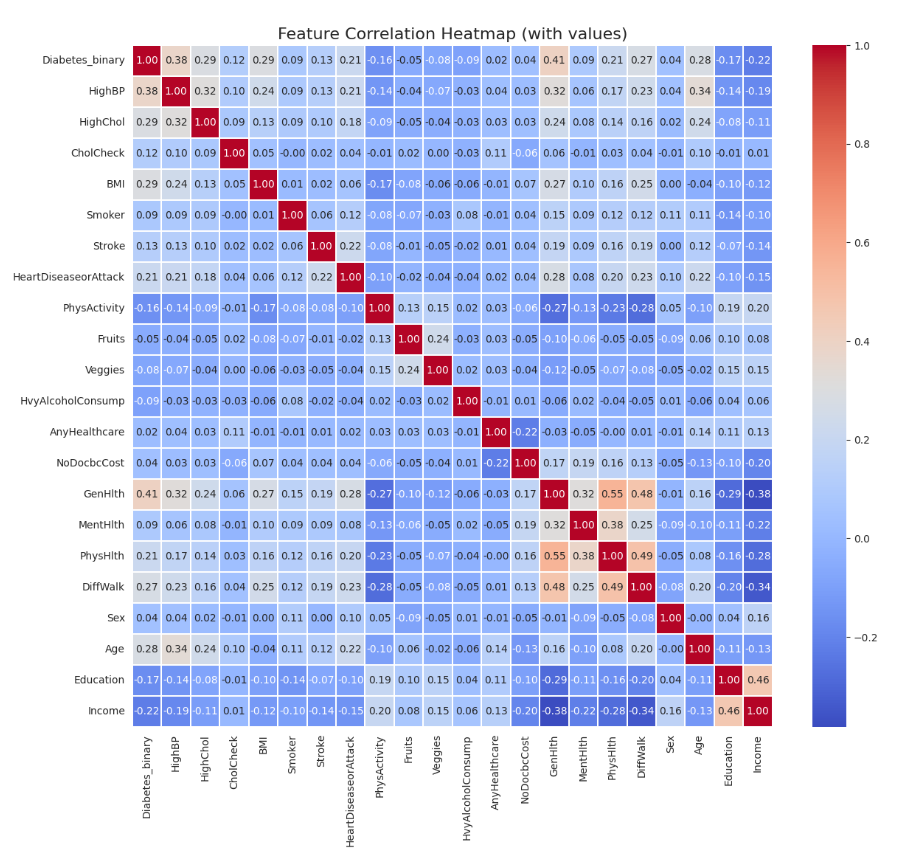 Feature Correlation Heatmap (with values)
Diabetes_binary 1.00 0.38 0.29 0.12 0.29 0.09 0.13 0.21 -0.16 -0.05 -0.08 -0.09 0.02 0.04 0.41 0.09 0.21 0.27 0.04 0.28 -0.17 -0.22
HighBP 0.38 1.00 0.32 0.10 0.24 0.09 0.13 0.21 -0.14 -0.04 -0.07 -0.03 0.04 0.03 0.32 0.06 0.17 0.23 0.04 0.34 -0.14 -0.19
HighChol 0.29 0.32 1.00 0.09 0.13 0.09 0.10 0.18 -0.09 -0.05 -0.04 -0.03 0.03 0.03 0.24 0.08 0.14 0.16 0.02 0.24 -0.08 -0.11
CholCheck 0.12 0.10 0.09 1.00 0.05 -0.00 0.02 0.04 -0.01 0.02 0.00 -0.03 0.11 -0.06 0.06 -0.01 0.03 0.04 -0.01 0.10 -0.01 0.01
BMI 0.29 0.24 0.13 0.05 1.00 0.01 0.02 0.06 -0.17 -0.08 -0.06 -0.06 -0.01 0.07 0.27 0.10 0.16 0.25 0.00 -0.04 -0.10 -0.12
Smoker 0.09 0.09 0.09 -0.00 0.01 1.00 0.06 0.12 -0.08 -0.07 -0.03 0.08 -0.01 0.04 0.15 0.09 0.12 0.12 0.11 0.11 -0.14 -0.10
Stroke 0.13 0.13 0.10 0.02 0.02 0.06 1.00 0.22 -0.08 -0.01 -0.05 -0.02 0.01 0.04 0.19 0.09 0.16 0.19 0.00 0.12 -0.07 -0.14
HeartDiseaseorAttack 0.21 0.21 0.18 0.04 0.06 0.12 0.22 1.00 -0.10 -0.02 -0.04 -0.04 0.02 0.04 0.28 0.08 0.20 0.23 0.10 0.22 -0.10 -0.15
PhysActivity -0.16 -0.14 -0.09 -0.01 -0.17 -0.08 -0.08 -0.10 1.00 0.13 0.15 0.02 0.03 -0.06 -0.27 -0.13 -0.23 -0.28 0.05 -0.10 0.19 0.20
Fruits -0.05 -0.04 -0.05 0.02 -0.08 -0.07 -0.01 -0.02 0.13 1.00 0.24 -0.03 0.03 -0.05 -0.10 -0.06 -0.05 -0.05 -0.09 0.06 0.10 0.08
Veggies -0.08 -0.07 -0.04 0.00 -0.06 -0.03 -0.05 -0.04 0.15 0.24 1.00 0.02 0.03 -0.04 -0.12 -0.05 -0.07 -0.08 -0.05 -0.02 0.15 0.15
HvyAlcoholConsump -0.09 -0.03 -0.03 -0.03 -0.06 0.08 -0.02 -0.04 0.02 -0.03 0.02 1.00 -0.01 0.01 -0.06 0.02 -0.04 -0.05 0.01 -0.06 0.04 0.06
AnyHealthcare 0.02 0.04 0.03 0.11 -0.01 -0.01 0.01 0.02 0.03 0.03 0.03 -0.01 1.00 -0.22 -0.03 -0.05 -0.00 0.01 -0.01 0.14 0.11 0.13
NoDocbcCost 0.04 0.03 0.03 -0.06 0.07 0.04 0.04 0.04 -0.06 -0.05 -0.04 0.01 -0.22 1.00 0.17 0.19 0.16 0.13 -0.05 -0.13 -0.10 -0.20
GenHlth 0.41 0.32 0.24 0.06 0.27 0.15 0.19 0.28 -0.27 -0.10 -0.12 -0.06 -0.03 0.17 1.00 0.32 0.55 0.48 -0.01 0.16 -0.29 -0.38
MentHlth 0.09 0.06 0.08 -0.01 0.10 0.09 0.09 0.08 -0.13 -0.06 -0.05 0.02 -0.05 0.19 0.32 1.00 0.38 0.25 -0.09 -0.10 -0.11 -0.22
PhysHlth 0.21 0.17 0.14 0.03 0.16 0.12 0.16 0.20 -0.23 -0.05 -0.07 -0.04 -0.00 0.16 0.55 0.38 1.00 0.49 -0.05 0.08 -0.16 -0.28
DiffWalk 0.27 0.23 0.16 0.04 0.25 0.12 0.19 0.23 -0.28 -0.05 -0.08 -0.05 0.01 0.13 0.48 0.25 0.49 1.00 -0.08 0.20 -0.20 -0.34
Sex 0.04 0.04 0.02 -0.01 0.00 0.11 0.00 0.10 0.05 -0.09 -0.05 0.01 -0.01 -0.05 -0.01 -0.09 -0.05 -0.08 1.00 -0.00 0.04 0.16
Age 0.28 0.34 0.24 0.10 -0.04 0.11 0.12 0.22 -0.10 0.06 -0.02 -0.06 0.14 -0.13 0.16 -0.10 0.08 0.20 -0.00 1.00 -0.11 -0.13
Education -0.17 -0.14 -0.08 -0.01 -0.10 -0.14 -0.07 -0.10 0.19 0.10 0.15 0.04 0.11 -0.10 -0.29 -0.11 -0.16 -0.20 0.04 -0.11 1.00 0.46
Income -0.22 -0.19 -0.11 0.01 -0.12 -0.10 -0.14 -0.15 0.20 0.08 0.15 0.06 0.13 -0.20 -0.38 -0.22 -0.28 -0.34 0.16 -0.13 0.46 1.00
Diabetes_binary
HighBP
HighChol
CholCheck
BMI
Smoker
Stroke
HeartDiseaseorAttack
PhysActivity
Fruits
Veggies
HvyAlcoholConsump
AnyHealthcare
NoDocbcCost
GenHlth
MentHlth
PhysHlth
DiffWalk
Sex
Age
Education
Income
1.0
0.8
0.6
0.4
0.2
0.0
−0.2